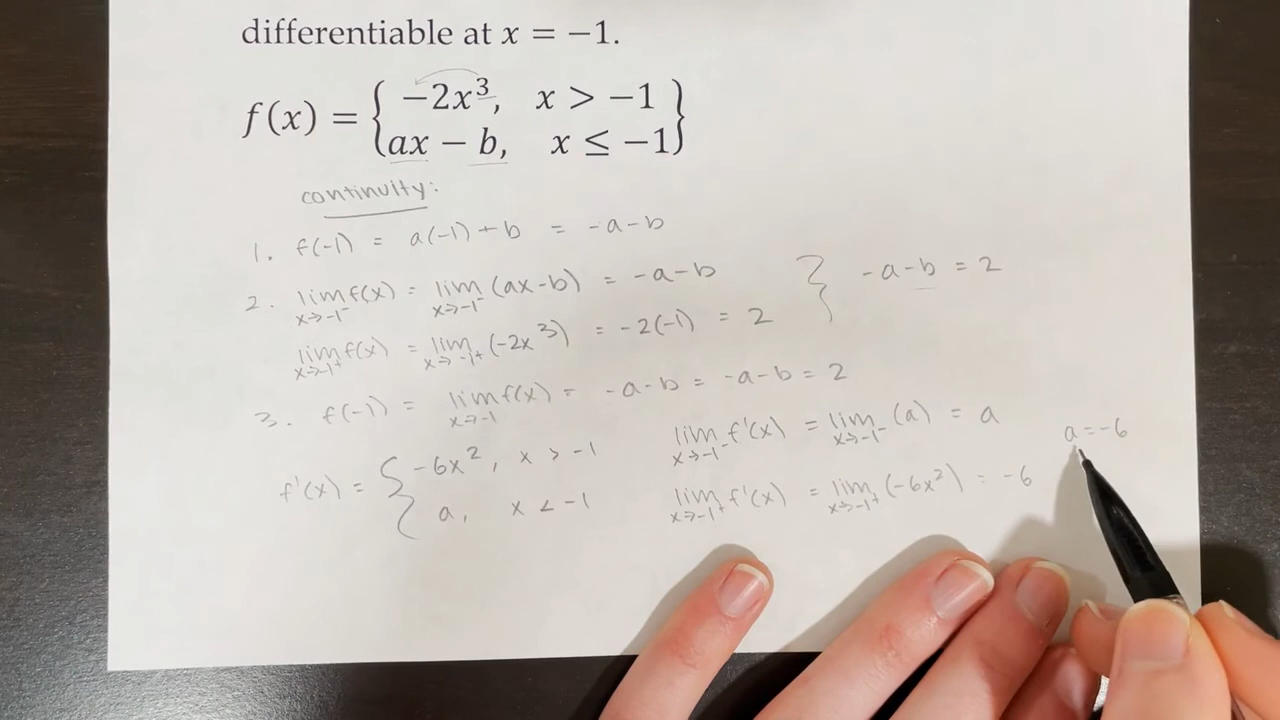 differentiable at x = −1.
f(x) = { −2x³, x > −1
ax − b, x ≤ −1 }
continuity:
1. f(-1) = a(-1) + b = -a-b
2. lim x→-1⁻ f(x) = lim x→-1⁻ (ax-b) = -a-b } -a-b = 2
lim x→-1⁺ f(x) = lim x→-1⁺ (-2x³) = -2(-1) = 2
3. f(-1) = lim x→-1 f(x) = -a-b = -a-b = 2
f'(x) = { -6x², x > -1
a, x < -1
lim x→-1⁻ f'(x) = lim x→-1⁻ (a) = a
lim x→-1⁺ f'(x) = lim x→-1⁺ (-6x²) = -6
a = -6